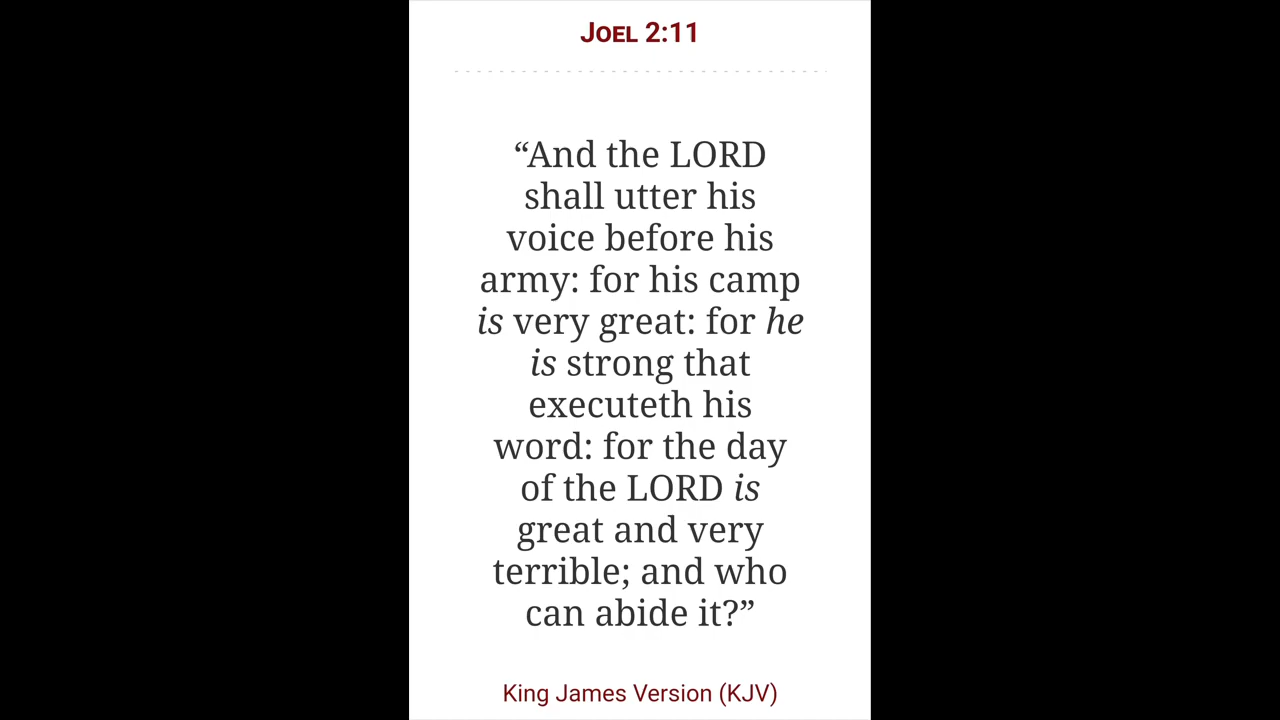 JOEL 2:11
“And the LORD
shall utter his
voice before his
army: for his camp
is very great: for he
is strong that
executeth his
word: for the day
of the LORD is
great and very
terrible; and who
can abide it?”
King James Version (KJV)